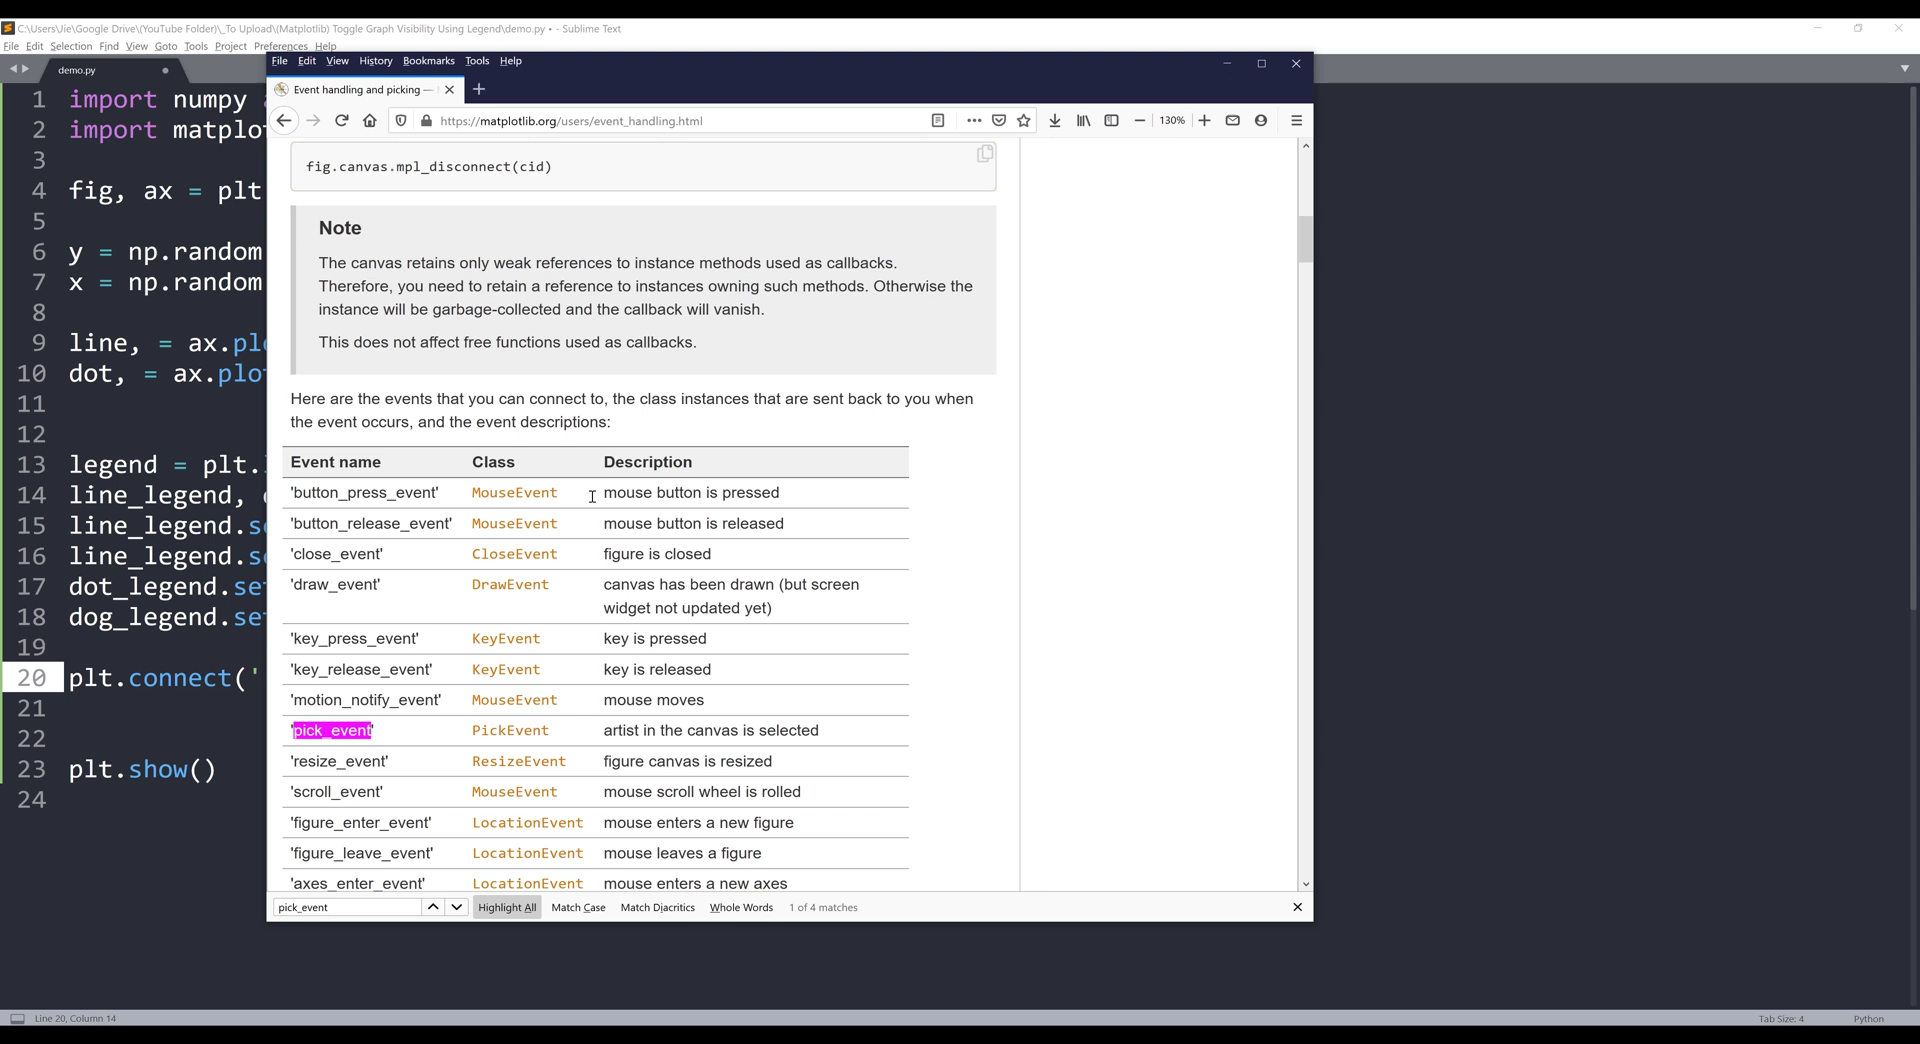 C:\Users\Jie\Google Drive\(YouTube Folder)\_To Upload\(Matplotlib) Toggle Graph Visibility Using Legend\demo.py • - Sublime Text
File Edit Selection Find View Goto Tools Project Preferences Help
demo.py
1 import numpy a
2 import matplot
3
4 fig, ax = plt
5
6 y = np.random
7 x = np.random
8
9 line, = ax.plo
10 dot, = ax.plo
11
12
13 legend = plt.l
14 line_legend,
15 line_legend.se
16 line_legend.se
17 dot_legend.set
18 dog_legend.set
19
20 plt.connect('
21
22
23 plt.show()
24
File Edit View History Bookmarks Tools Help
Event handling and picking —
https://matplotlib.org/users/event_handling.html
130%
fig.canvas.mpl_disconnect(cid)
Note
The canvas retains only weak references to instance methods used as callbacks.
Therefore, you need to retain a reference to instances owning such methods. Otherwise the
instance will be garbage-collected and the callback will vanish.
This does not affect free functions used as callbacks.
Here are the events that you can connect to, the class instances that are sent back to you when
the event occurs, and the event descriptions:
Event name Class Description
'button_press_event' MouseEvent mouse button is pressed
'button_release_event' MouseEvent mouse button is released
'close_event' CloseEvent figure is closed
'draw_event' DrawEvent canvas has been drawn (but screen
widget not updated yet)
'key_press_event' KeyEvent key is pressed
'key_release_event' KeyEvent key is released
'motion_notify_event' MouseEvent mouse moves
'pick_event' PickEvent artist in the canvas is selected
'resize_event' ResizeEvent figure canvas is resized
'scroll_event' MouseEvent mouse scroll wheel is rolled
'figure_enter_event' LocationEvent mouse enters a new figure
'figure_leave_event' LocationEvent mouse leaves a figure
'axes_enter_event' LocationEvent mouse enters a new axes
pick_event Highlight All Match Case Match Diacritics Whole Words 1 of 4 matches
Line 20, Column 14 Tab Size: 4 Python